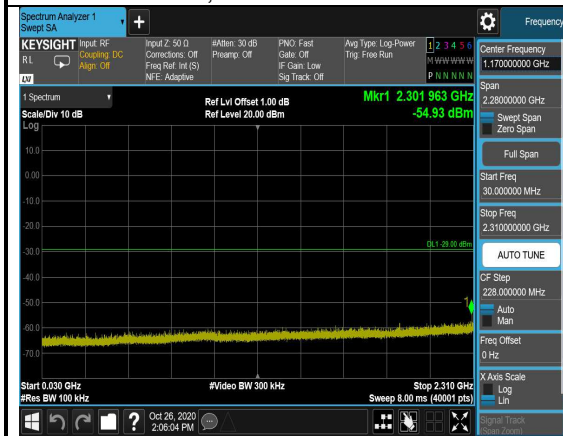 Spectrum Analyzer 1
Swept SA
Frequency
KEYSIGHT
RL
LXI
Input: RF
Coupling: DC
Align: Off
Input Z: 50 Ω
Corrections: Off
Freq Ref: Int (S)
NFE: Adaptive
#Atten: 30 dB
Preamp: Off
PNO: Fast
Gate: Off
IF Gain: Low
Sig Track: Off
Avg Type: Log-Power
Trig: Free Run
1 2 3 4 5 6
M W W W W W
P N N N N N
1 Spectrum
Scale/Div 10 dB
Log
Ref Lvl Offset 1.00 dB
Ref Level 20.00 dBm
Mkr1 2.301 963 GHz
-54.93 dBm
10.0
0.00
-10.0
-20.0
-30.0
-40.0
-50.0
-60.0
-70.0
DL1 -29.00 dBm
1
Start 0.030 GHz
#Res BW 100 kHz
#Video BW 300 kHz
Stop 2.310 GHz
Sweep 8.00 ms (40001 pts)
Oct 26, 2020
2:06:04 PM
Center Frequency
1.170000000 GHz
Span
2.28000000 GHz
Swept Span
Zero Span
Full Span
Start Freq
30.000000 MHz
Stop Freq
2.310000000 GHz
AUTO TUNE
CF Step
228.000000 MHz
Auto
Man
Freq Offset
0 Hz
X Axis Scale
Log
Lin
Signal Track
(Span Zoom)